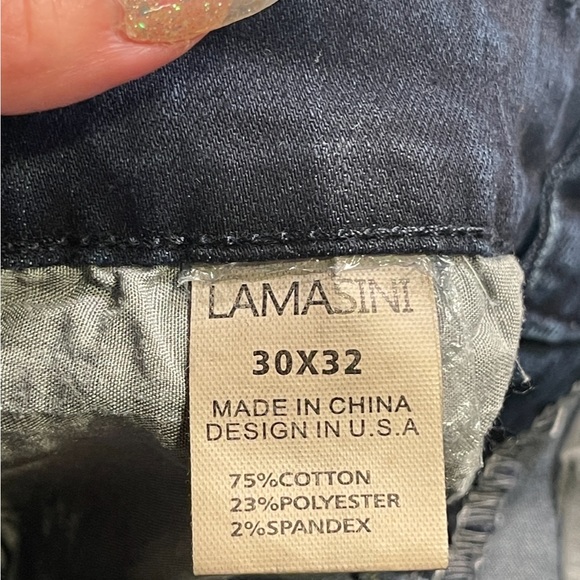 LAMASINI
30X32
MADE IN CHINA
DESIGN IN U.S.A
75%COTTON
23%POLYESTER
2%SPANDEX